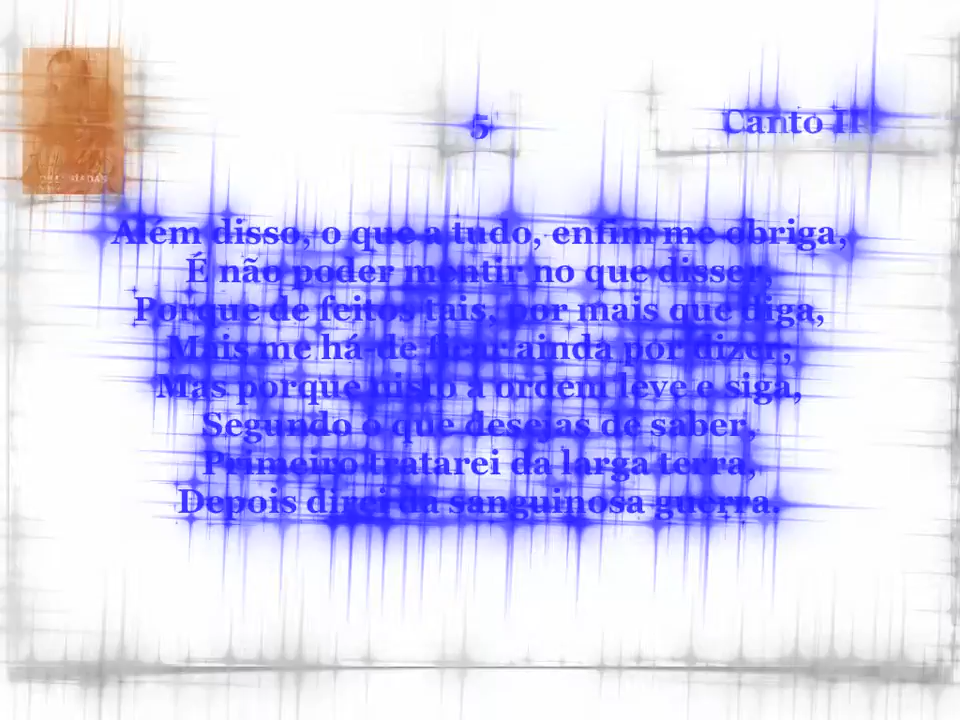 5
Canto II
Além disso, o que a tudo, enfim me obriga,
É não poder mentir no que disser,
Porque de feitos tais, por mais que diga,
Mais me há-de ficar ainda por dizer;
Mas porque nisto a ordem leve e siga,
Segundo o que desejas de saber,
Primeiro tratarei da larga terra,
Depois direi da sanguinosa guerra.